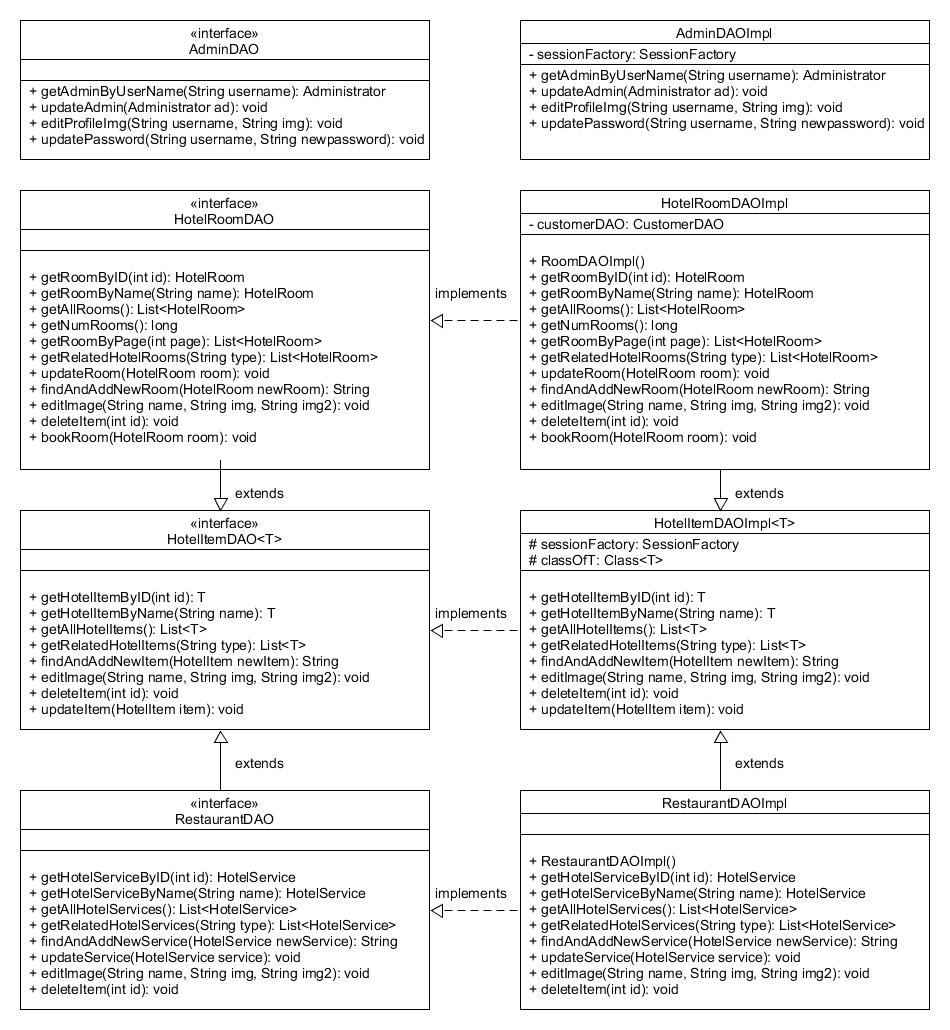 «interface»
AdminDAO
+ getAdminByUserName(String username): Administrator
+ updateAdmin(Administrator ad): void
+ editProfileImg(String username, String img): void
+ updatePassword(String username, String newpassword): void
AdminDAOImpl
- sessionFactory: SessionFactory
+ getAdminByUserName(String username): Administrator
+ updateAdmin(Administrator ad): void
+ editProfileImg(String username, String img): void
+ updatePassword(String username, String newpassword): void
«interface»
HotelRoomDAO
+ getRoomByID(int id): HotelRoom
+ getRoomByName(String name): HotelRoom
+ getAllRooms(): List<HotelRoom>
+ getNumRooms(): long
+ getRoomByPage(int page): List<HotelRoom>
+ getRelatedHotelRooms(String type): List<HotelRoom>
+ updateRoom(HotelRoom room): void
+ findAndAddNewRoom(HotelRoom newRoom): String
+ editImage(String name, String img, String img2): void
+ deleteItem(int id): void
+ bookRoom(HotelRoom room): void
implements
HotelRoomDAOImpl
- customerDAO: CustomerDAO
+ RoomDAOImpl()
+ getRoomByID(int id): HotelRoom
+ getRoomByName(String name): HotelRoom
+ getAllRooms(): List<HotelRoom>
+ getNumRooms(): long
+ getRoomByPage(int page): List<HotelRoom>
+ getRelatedHotelRooms(String type): List<HotelRoom>
+ updateRoom(HotelRoom room): void
+ findAndAddNewRoom(HotelRoom newRoom): String
+ editImage(String name, String img, String img2): void
+ deleteItem(int id): void
+ bookRoom(HotelRoom room): void
extends
extends
«interface»
HotelItemDAO<T>
+ getHotelItemByID(int id): T
+ getHotelItemByName(String name): T
+ getAllHotelItems(): List<T>
+ getRelatedHotelItems(String type): List<T>
+ findAndAddNewItem(HotelItem newItem): String
+ editImage(String name, String img, String img2): void
+ deleteItem(int id): void
+ updateItem(HotelItem item): void
implements
HotelItemDAOImpl<T>
# sessionFactory: SessionFactory
# classOfT: Class<T>
+ getHotelItemByID(int id): T
+ getHotelItemByName(String name): T
+ getAllHotelItems(): List<T>
+ getRelatedHotelItems(String type): List<T>
+ findAndAddNewItem(HotelItem newItem): String
+ editImage(String name, String img, String img2): void
+ deleteItem(int id): void
+ updateItem(HotelItem item): void
extends
extends
«interface»
RestaurantDAO
+ getHotelServiceByID(int id): HotelService
+ getHotelServiceByName(String name): HotelService
+ getAllHotelServices(): List<HotelService>
+ getRelatedHotelServices(String type): List<HotelService>
+ findAndAddNewService(HotelService newService): String
+ updateService(HotelService service): void
+ editImage(String name, String img, String img2): void
+ deleteItem(int id): void
implements
RestaurantDAOImpl
+ RestaurantDAOImpl()
+ getHotelServiceByID(int id): HotelService
+ getHotelServiceByName(String name): HotelService
+ getAllHotelServices(): List<HotelService>
+ getRelatedHotelServices(String type): List<HotelService>
+ findAndAddNewService(HotelService newService): String
+ updateService(HotelService service): void
+ editImage(String name, String img, String img2): void
+ deleteItem(int id): void